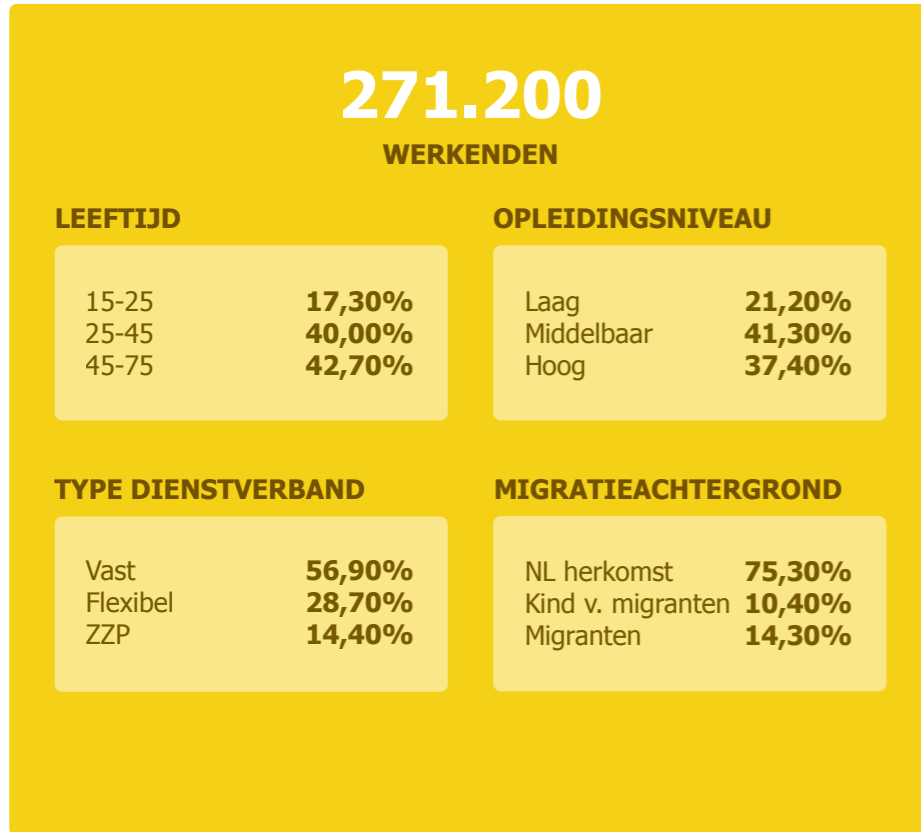 271.200
WERKENDEN
LEEFTIJD
15-25 17,30%
25-45 40,00%
45-75 42,70%
OPLEIDINGSNIVEAU
Laag 21,20%
Middelbaar 41,30%
Hoog 37,40%
TYPE DIENSTVERBAND
Vast 56,90%
Flexibel 28,70%
ZZP 14,40%
MIGRATIEACHTERGROND
NL herkomst 75,30%
Kind v. migranten 10,40%
Migranten 14,30%